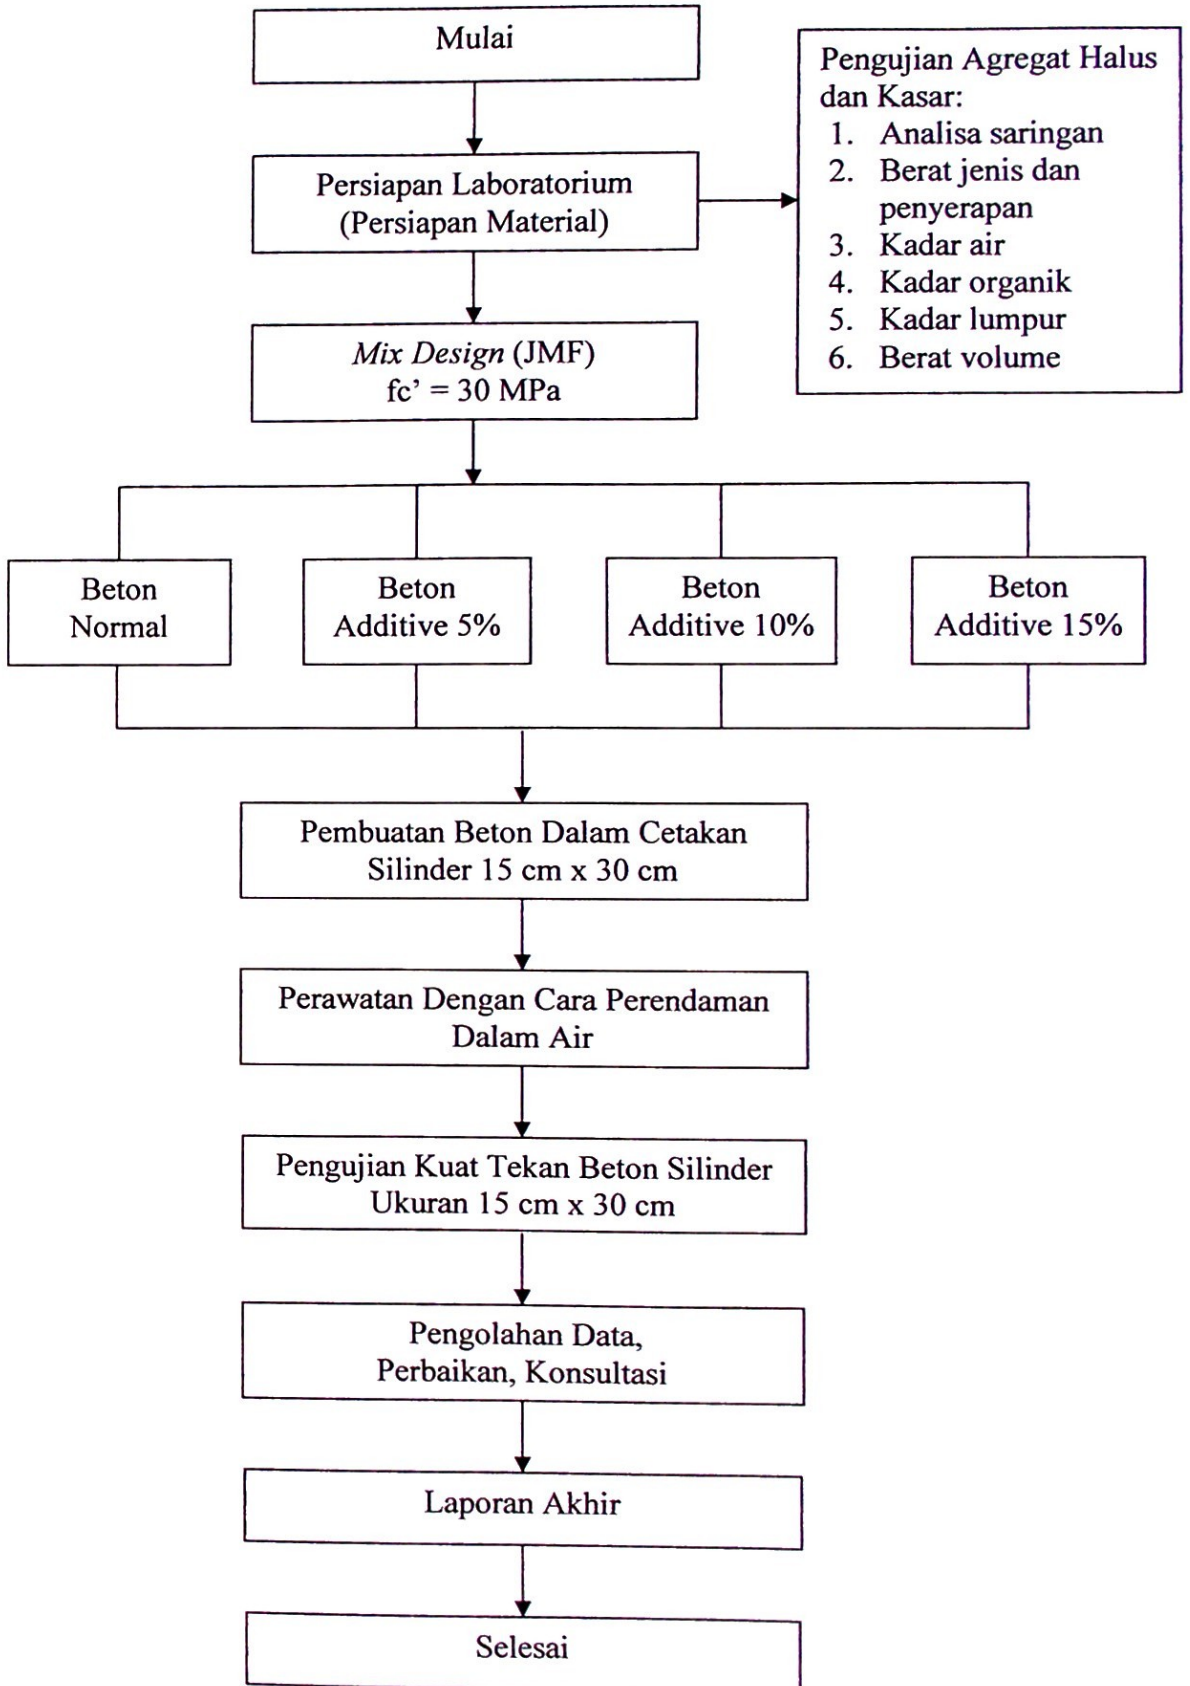 Mulai
Persiapan Laboratorium
(Persiapan Material)
Pengujian Agregat Halus
dan Kasar:
1. Analisa saringan
2. Berat jenis dan
penyerapan
3. Kadar air
4. Kadar organik
5. Kadar lumpur
6. Berat volume
Mix Design (JMF)
fc’ = 30 MPa
Beton
Normal
Beton
Additive 5%
Beton
Additive 10%
Beton
Additive 15%
Pembuatan Beton Dalam Cetakan
Silinder 15 cm x 30 cm
Perawatan Dengan Cara Perendaman
Dalam Air
Pengujian Kuat Tekan Beton Silinder
Ukuran 15 cm x 30 cm
Pengolahan Data,
Perbaikan, Konsultasi
Laporan Akhir
Selesai